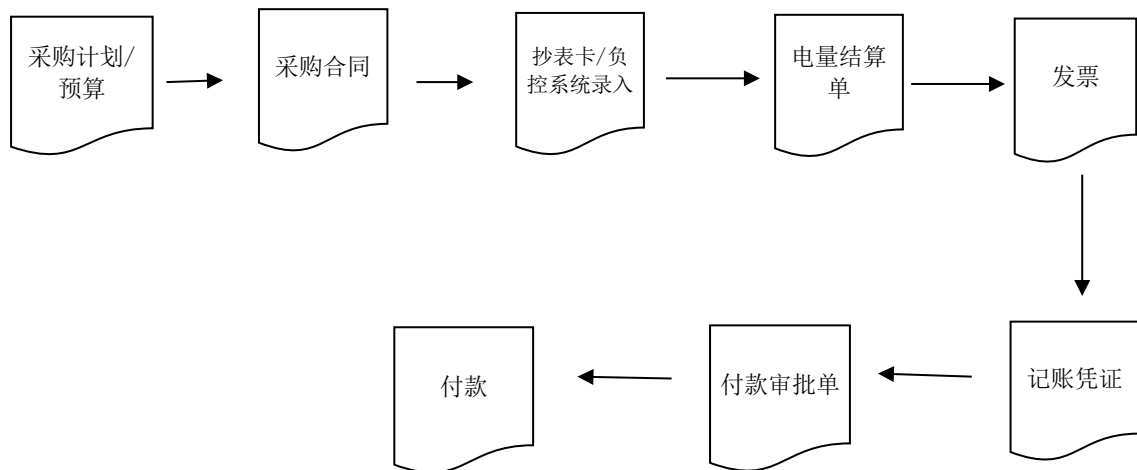 采购计划/
预算
采购合同
抄表卡/负
控系统录入
电量结算
单
发票
付款
付款审批单
记账凭证